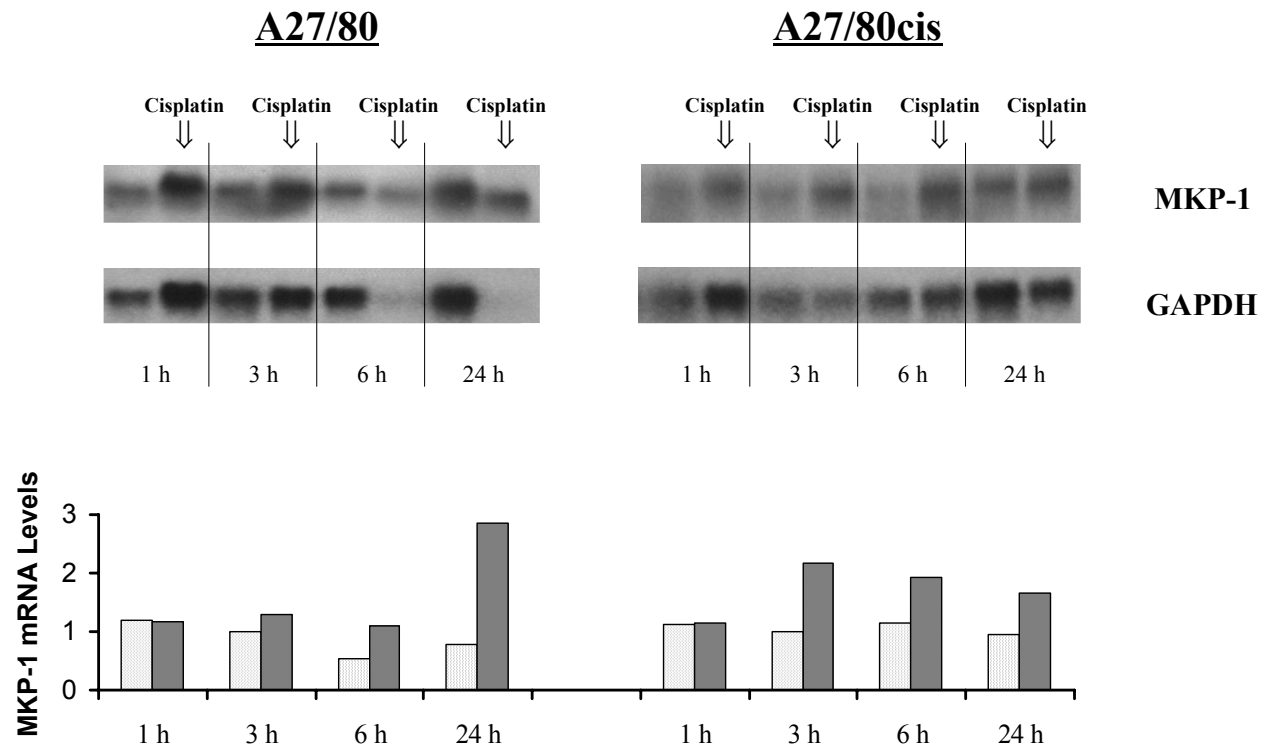 A27/80 A27/80cis
Cisplatin Cisplatin Cisplatin Cisplatin Cisplatin Cisplatin Cisplatin Cisplatin
MKP-1
GAPDH
1 h 3 h 6 h 24 h 1 h 3 h 6 h 24 h
MKP-1 mRNA Levels
3
2
1
0
1 h 3 h 6 h 24 h 1 h 3 h 6 h 24 h